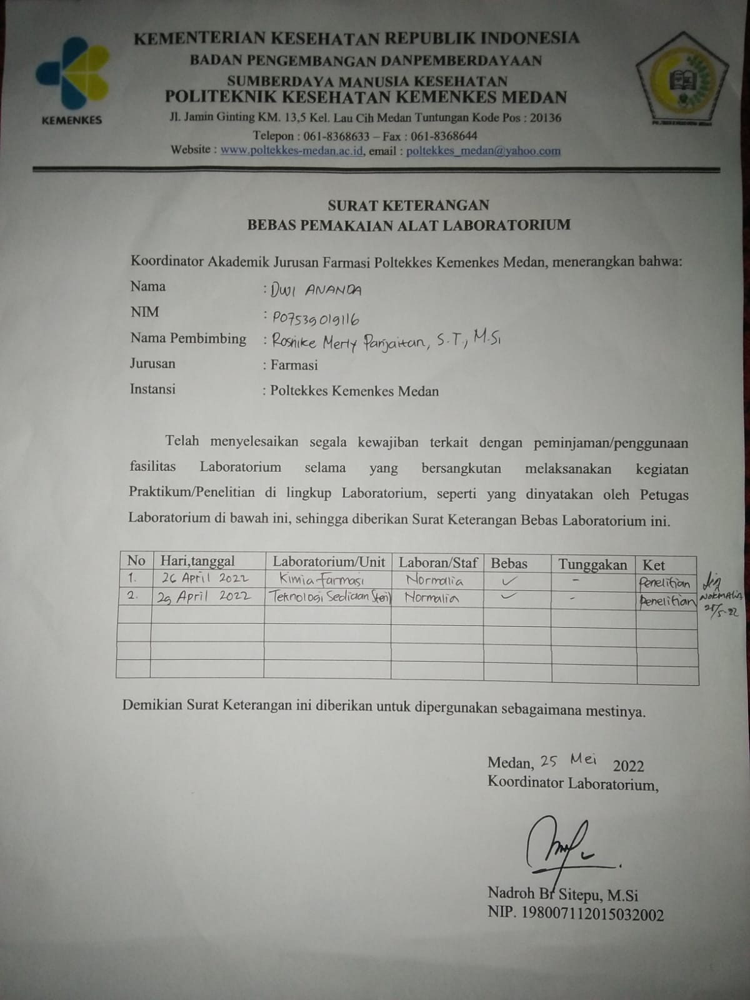 KEMENTERIAN KESEHATAN REPUBLIK INDONESIA
BADAN PENGEMBANGAN DANPEMBERDAYAAN
SUMBERDAYA MANUSIA KESEHATAN
POLITEKNIK KESEHATAN KEMENKES MEDAN
Jl. Jamin Ginting KM. 13,5 Kel. Lau Cih Medan Tuntungan Kode Pos : 20136
Telepon : 061-8368633 – Fax : 061-8368644
Website : www.poltekkes-medan.ac.id, email : poltekkes_medan@yahoo.com
KEMENKES
SURAT KETERANGAN
BEBAS PEMAKAIAN ALAT LABORATORIUM
Koordinator Akademik Jurusan Farmasi Poltekkes Kemenkes Medan, menerangkan bahwa:
Nama : DWI ANANDA
NIM : P07539019116
Nama Pembimbing : Rosnike Merly Panjaitan, S.T., M.Si
Jurusan : Farmasi
Instansi : Poltekkes Kemenkes Medan
Telah menyelesaikan segala kewajiban terkait dengan peminjaman/penggunaan
fasilitas Laboratorium selama yang bersangkutan melaksanakan kegiatan
Praktikum/Penelitian di lingkup Laboratorium, seperti yang dinyatakan oleh Petugas
Laboratorium di bawah ini, sehingga diberikan Surat Keterangan Bebas Laboratorium ini.
No Hari,tanggal Laboratorium/Unit Laboran/Staf Bebas Tunggakan Ket
1. 26 April 2022 Kimia Farmasi Normalia ✓ - Penelitian
2. 29 April 2022 Teknologi Sediaan Steril Normalia ✓ - Penelitian
NORMALIA
25/5-22
Demikian Surat Keterangan ini diberikan untuk dipergunakan sebagaimana mestinya.
Medan, 25 Mei 2022
Koordinator Laboratorium,
Nadroh Br Sitepu, M.Si
NIP. 198007112015032002